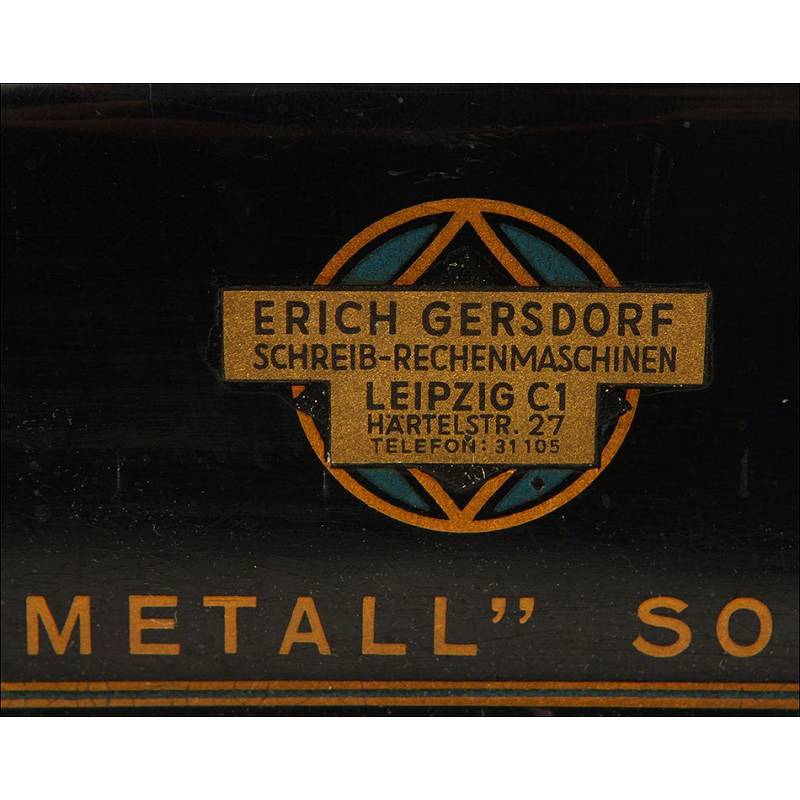 ERICH GERSDORF
SCHREIB-RECHENMASCHINEN
LEIPZIG C1
HÄRTELSTR. 27
TELEFON: 31105
METALL” SO